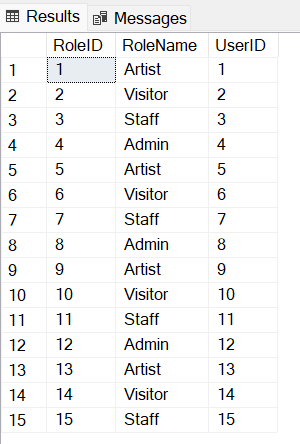 Results Messages
RoleID RoleName UserID
1 1 Artist 1
2 2 Visitor 2
3 3 Staff 3
4 4 Admin 4
5 5 Artist 5
6 6 Visitor 6
7 7 Staff 7
8 8 Admin 8
9 9 Artist 9
10 10 Visitor 10
11 11 Staff 11
12 12 Admin 12
13 13 Artist 13
14 14 Visitor 14
15 15 Staff 15